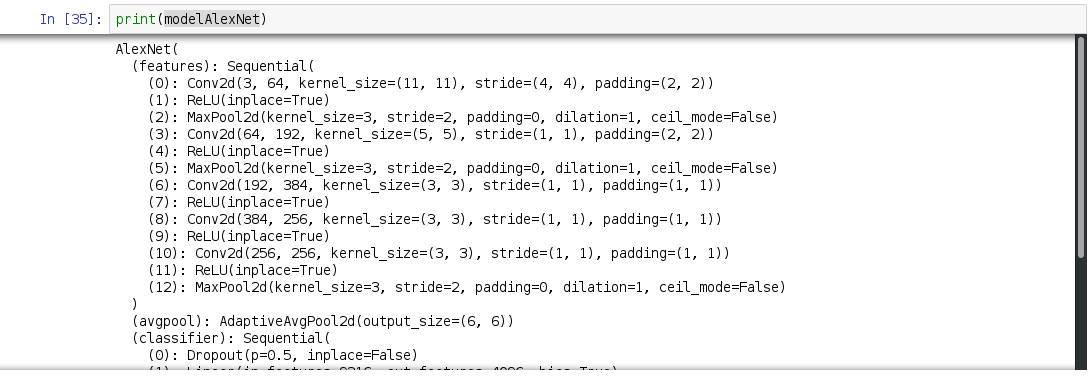 In [35]: print(modelAlexNet)
AlexNet(
(features): Sequential(
(0): Conv2d(3, 64, kernel_size=(11, 11), stride=(4, 4), padding=(2, 2))
(1): ReLU(inplace=True)
(2): MaxPool2d(kernel_size=3, stride=2, padding=0, dilation=1, ceil_mode=False)
(3): Conv2d(64, 192, kernel_size=(5, 5), stride=(1, 1), padding=(2, 2))
(4): ReLU(inplace=True)
(5): MaxPool2d(kernel_size=3, stride=2, padding=0, dilation=1, ceil_mode=False)
(6): Conv2d(192, 384, kernel_size=(3, 3), stride=(1, 1), padding=(1, 1))
(7): ReLU(inplace=True)
(8): Conv2d(384, 256, kernel_size=(3, 3), stride=(1, 1), padding=(1, 1))
(9): ReLU(inplace=True)
(10): Conv2d(256, 256, kernel_size=(3, 3), stride=(1, 1), padding=(1, 1))
(11): ReLU(inplace=True)
(12): MaxPool2d(kernel_size=3, stride=2, padding=0, dilation=1, ceil_mode=False)
)
(avgpool): AdaptiveAvgPool2d(output_size=(6, 6))
(classifier): Sequential(
(0): Dropout(p=0.5, inplace=False)